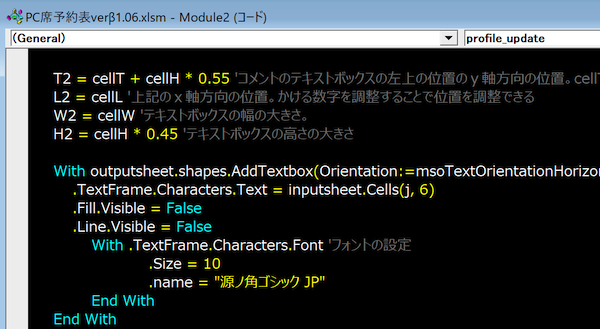 PC席予約表verβ1.06.xlsm - Module2 (コード)
(General) profile_update
T2 = cellT + cellH * 0.55 'コメントのテキストボックスの左上の位置のy軸方向の位置。cellT
L2 = cellL '上記のx軸方向の位置。かける数字を調整することで位置を調整できる
W2 = cellW 'テキストボックスの幅の大きさ。
H2 = cellH * 0.45 'テキストボックスの高さの大きさ
With outputsheet.shapes.AddTextbox(Orientation:=msoTextOrientationHorizon
.TextFrame.Characters.Text = inputsheet.Cells(j, 6)
.Fill.Visible = False
.Line.Visible = False
With .TextFrame.Characters.Font 'フォントの設定
.Size = 10
.name = "源ノ角ゴシック JP"
End With
End With